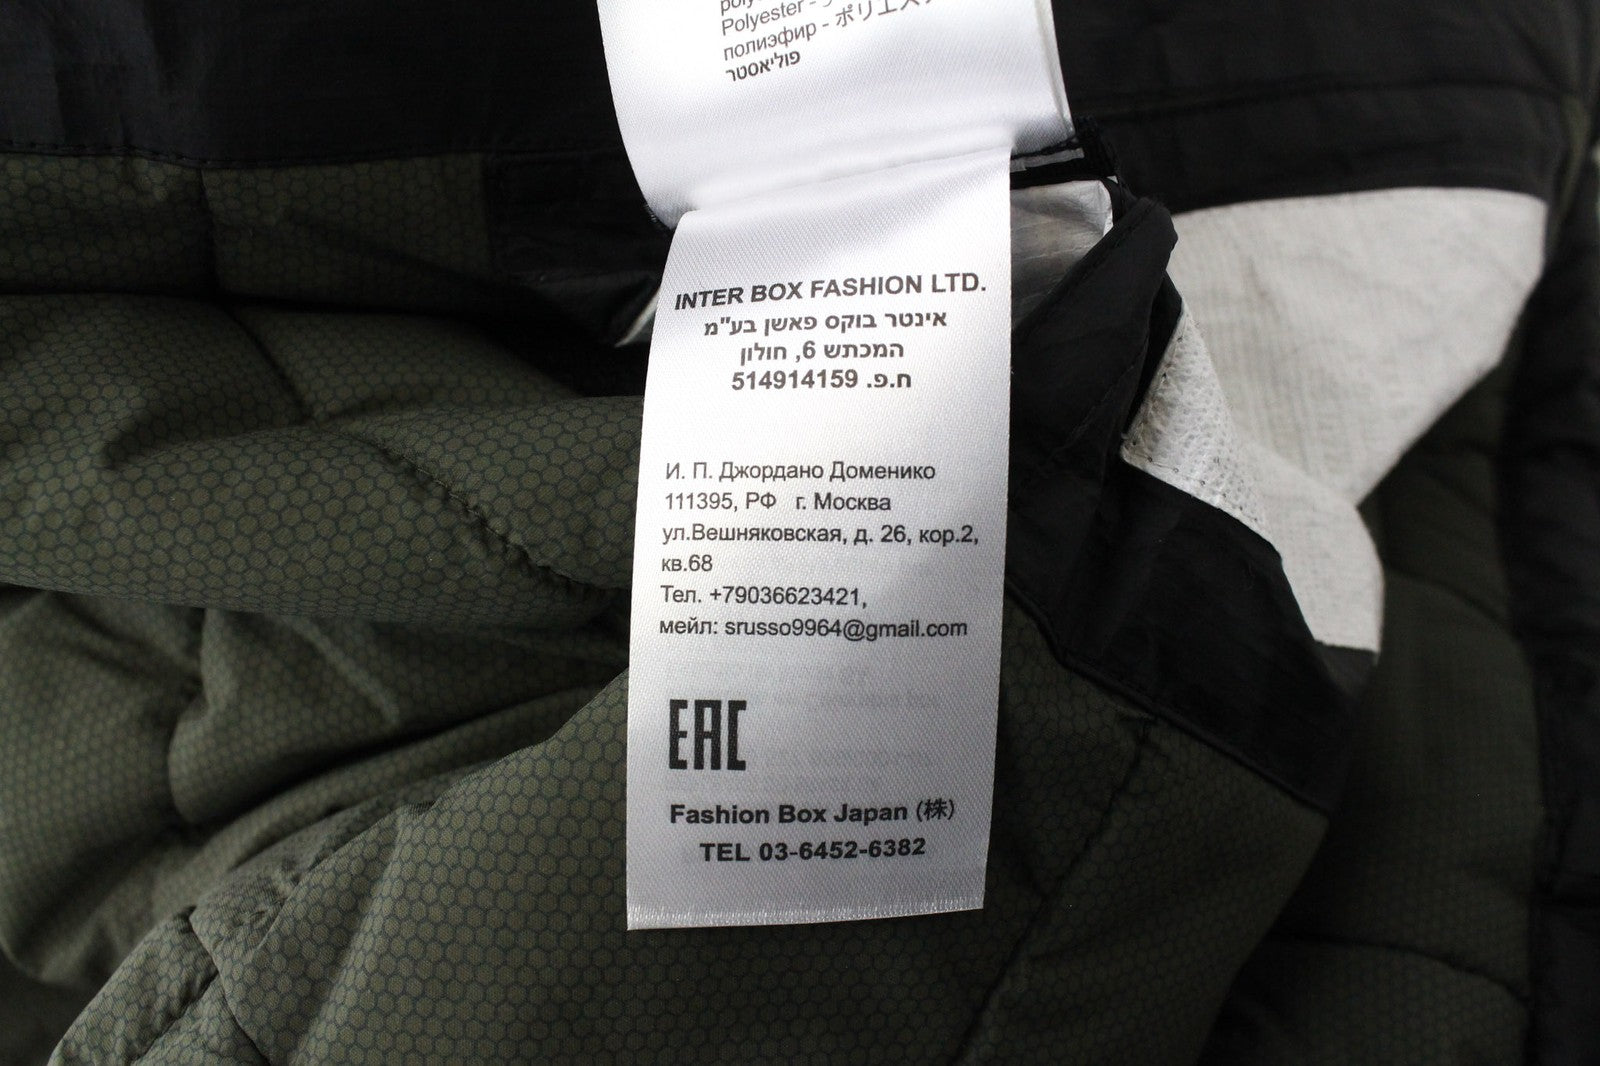 Polyester -
полиэфир - ポリエステ
פוליאסטר
INTER BOX FASHION LTD.
אינטר בוקס פאשן בע"מ
המכתש 6, חולון
ח.פ. 514914159
И. П. Джордано Доменико
111395, РФ г. Москва
ул.Вешняковская, д. 26, кор.2,
кв.68
Тел. +79036623421,
мейл: srusso9964@gmail.com
EAC
Fashion Box Japan (株)
TEL 03-6452-6382